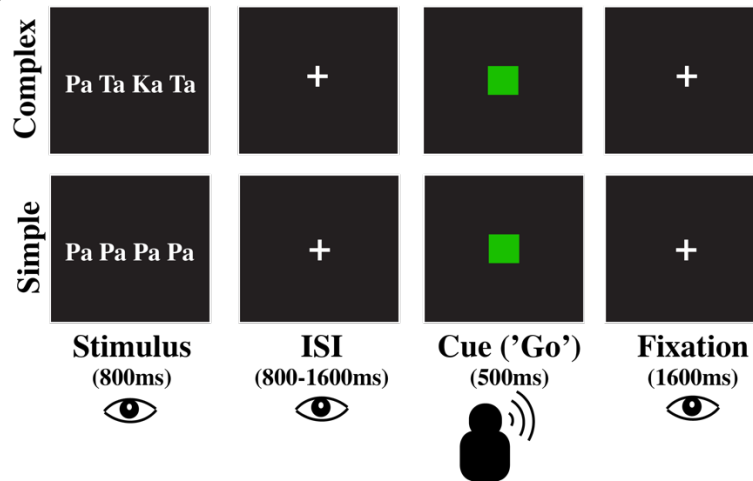 Complex
Pa Ta Ka Ta
Simple
Pa Pa Pa Pa
Stimulus
(800ms)
ISI
(800-1600ms)
Cue ('Go')
(500ms)
Fixation
(1600ms)